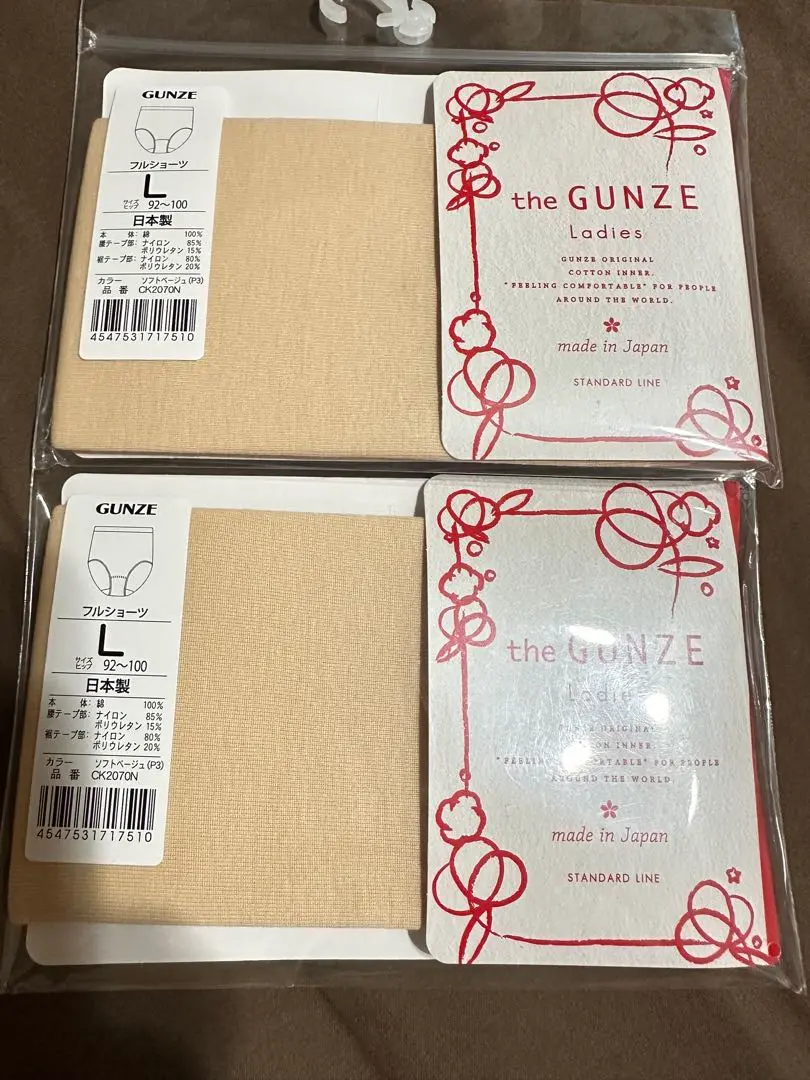 GUNZE
フルショーツ
L
サイズ
ヒップ 92〜100
日本製
本 体: 綿 100%
腰テープ部: ナイロン 85%
ポリウレタン 15%
裾テープ部: ナイロン 80%
ポリウレタン 20%
カラー ソフトベージュ(P3)
品 番 CK2070N
4547531717510
the GUNZE
Ladies
GUNZE ORIGINAL
COTTON INNER.
"FEELING COMFORTABLE" FOR PEOPLE
AROUND THE WORLD.
made in Japan
STANDARD LINE
GUNZE
フルショーツ
L
サイズ
ヒップ 92〜100
日本製
本 体: 綿 100%
腰テープ部: ナイロン 85%
ポリウレタン 15%
裾テープ部: ナイロン 80%
ポリウレタン 20%
カラー ソフトベージュ(P3)
品 番 CK2070N
4547531717510
the GUNZE
Ladies
ORIGINAL
INNER
FOR PEOPLE
AROUND THE WORLD.
made in Japan
STANDARD LINE